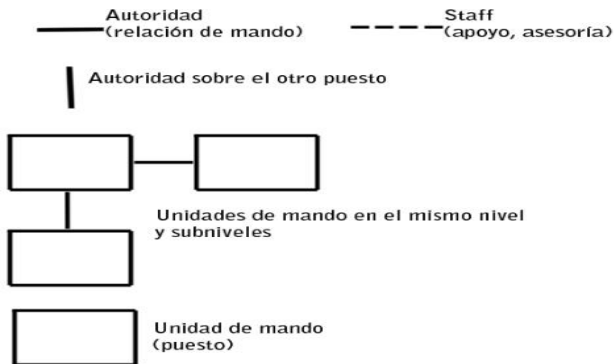 Autoridad
(relación de mando)
Staff
(apoyo, asesoría)
Autoridad sobre el otro puesto
Unidades de mando en el mismo nivel
y subniveles
Unidad de mando
(puesto)